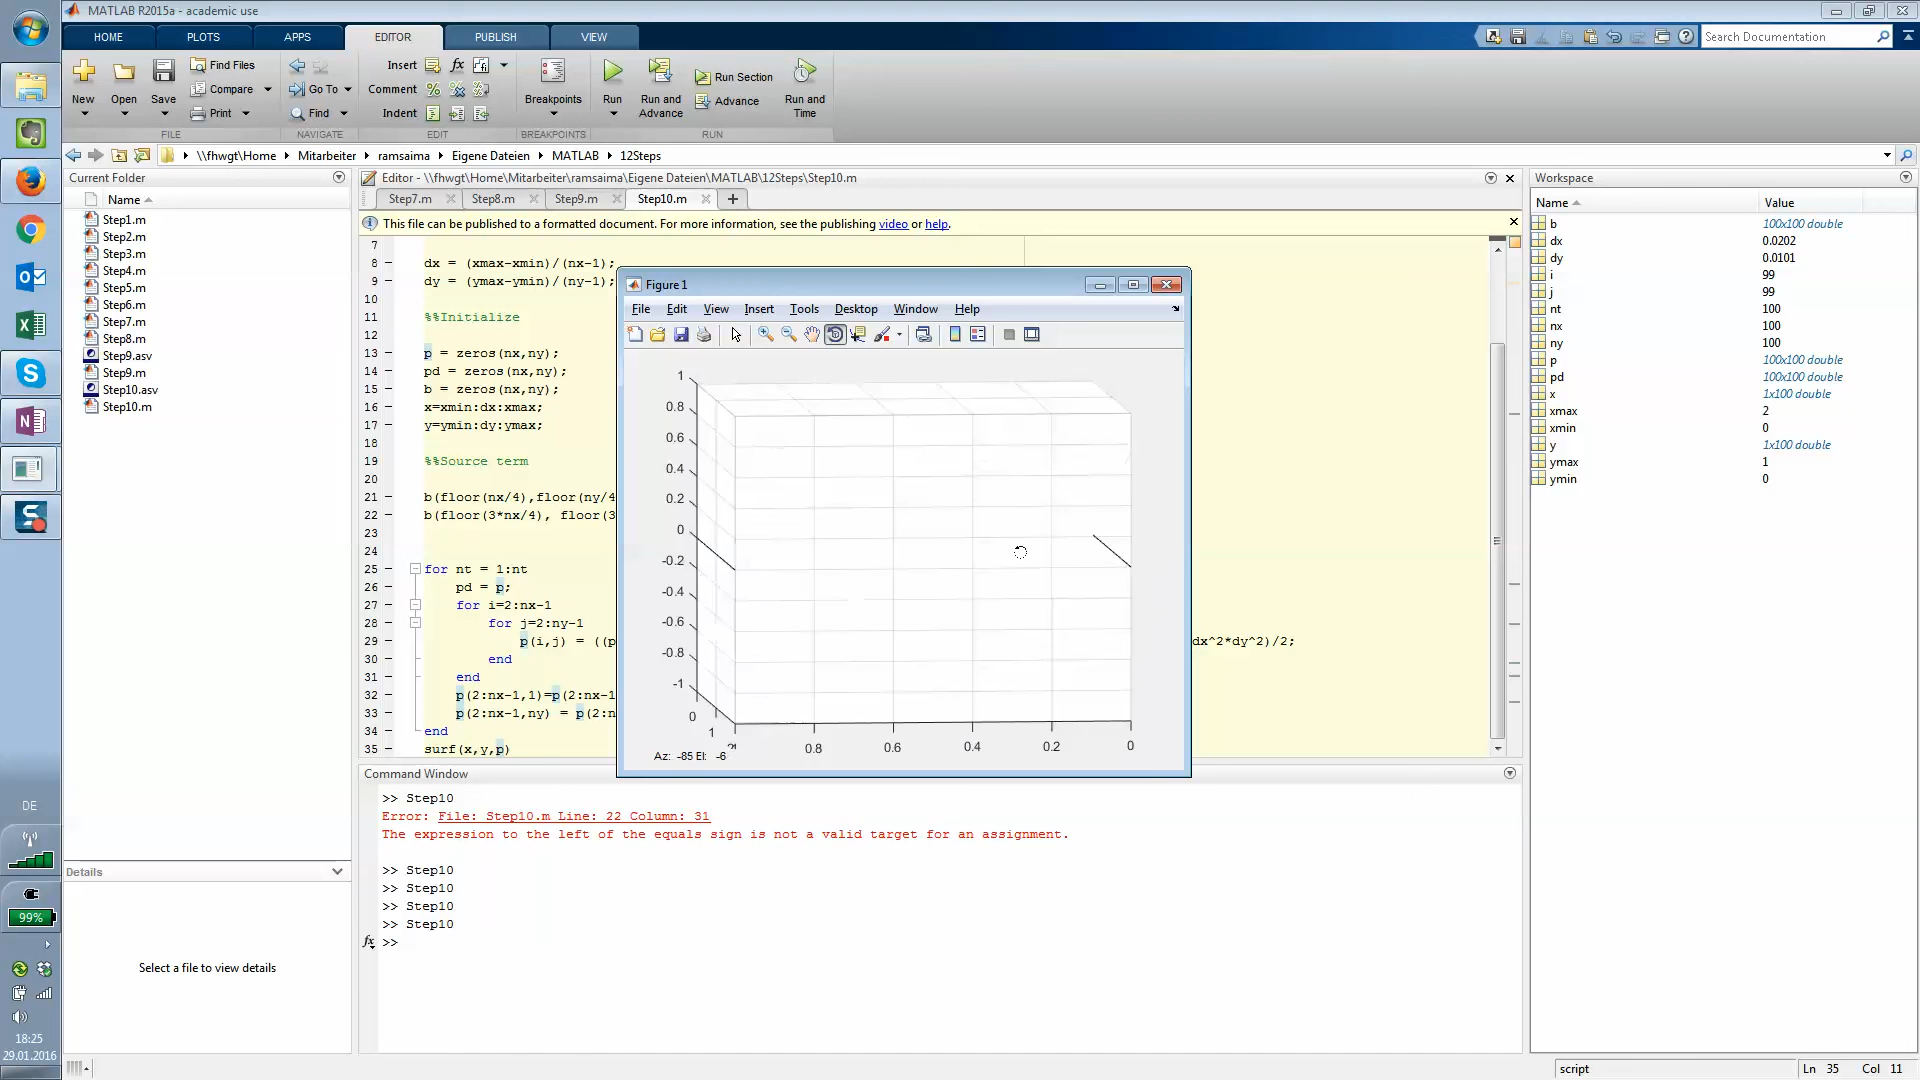 MATLAB R2015a - academic use
HOME PLOTS APPS EDITOR PUBLISH VIEW
Search Documentation
New Open Save Find Files Compare Print
Go To Find
Insert Comment Indent
Breakpoints
Run Run and Advance Run Section Advance Run and Time
FILE NAVIGATE EDIT BREAKPOINTS RUN
\\fhwgt\Home Mitarbeiter ramsaima Eigene Dateien MATLAB 12Steps
Current Folder
Name
Step1.m
Step2.m
Step3.m
Step4.m
Step5.m
Step6.m
Step7.m
Step8.m
Step9.asv
Step9.m
Step10.asv
Step10.m
Details
Select a file to view details
Editor - \\fhwgt\Home\Mitarbeiter\ramsaima\Eigene Dateien\MATLAB\12Steps\Step10.m
Step7.m Step8.m Step9.m Step10.m
This file can be published to a formatted document. For more information, see the publishing video or help.
7
8 dx = (xmax-xmin)/(nx-1);
9 dy = (ymax-ymin)/(ny-1);
10
11 %%Initialize
12
13 p = zeros(nx,ny);
14 pd = zeros(nx,ny);
15 b = zeros(nx,ny);
16 x=xmin:dx:xmax;
17 y=ymin:dy:ymax;
18
19 %%Source term
20
21 b(floor(nx/4),floor(ny/4
22 b(floor(3*nx/4), floor(3
23
24
25 for nt = 1:nt
26 pd = p;
27 for i=2:nx-1
28 for j=2:ny-1
29 p(i,j) = ((p dx^2*dy^2)/2;
30 end
31 end
32 p(2:nx-1,1)=p(2:nx-1
33 p(2:nx-1,ny) = p(2:n
34 end
35 surf(x,y,p)
Figure 1
File Edit View Insert Tools Desktop Window Help
1
0.8
0.6
0.4
0.2
0
-0.2
-0.4
-0.6
-0.8
-1
0
1
0.8 0.6 0.4 0.2 0
Az: -85 El: -6
Command Window
>> Step10
Error: File: Step10.m Line: 22 Column: 31
The expression to the left of the equals sign is not a valid target for an assignment.
>> Step10
>> Step10
>> Step10
>> Step10
fx >>
Workspace
Name Value
b 100x100 double
dx 0.0202
dy 0.0101
i 99
j 99
nt 100
nx 100
ny 100
p 100x100 double
pd 100x100 double
x 1x100 double
xmax 2
xmin 0
y 1x100 double
ymax 1
ymin 0
DE
99%
18:25
29.01.2016
script Ln 35 Col 11